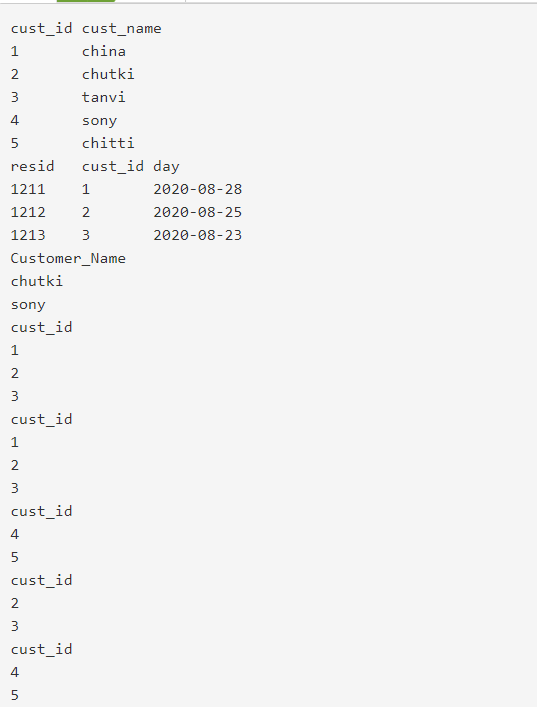 cust_id cust_name
1 china
2 chutki
3 tanvi
4 sony
5 chitti
resid cust_id day
1211 1 2020-08-28
1212 2 2020-08-25
1213 3 2020-08-23
Customer_Name
chutki
sony
cust_id
1
2
3
cust_id
1
2
3
cust_id
4
5
cust_id
2
3
cust_id
4
5